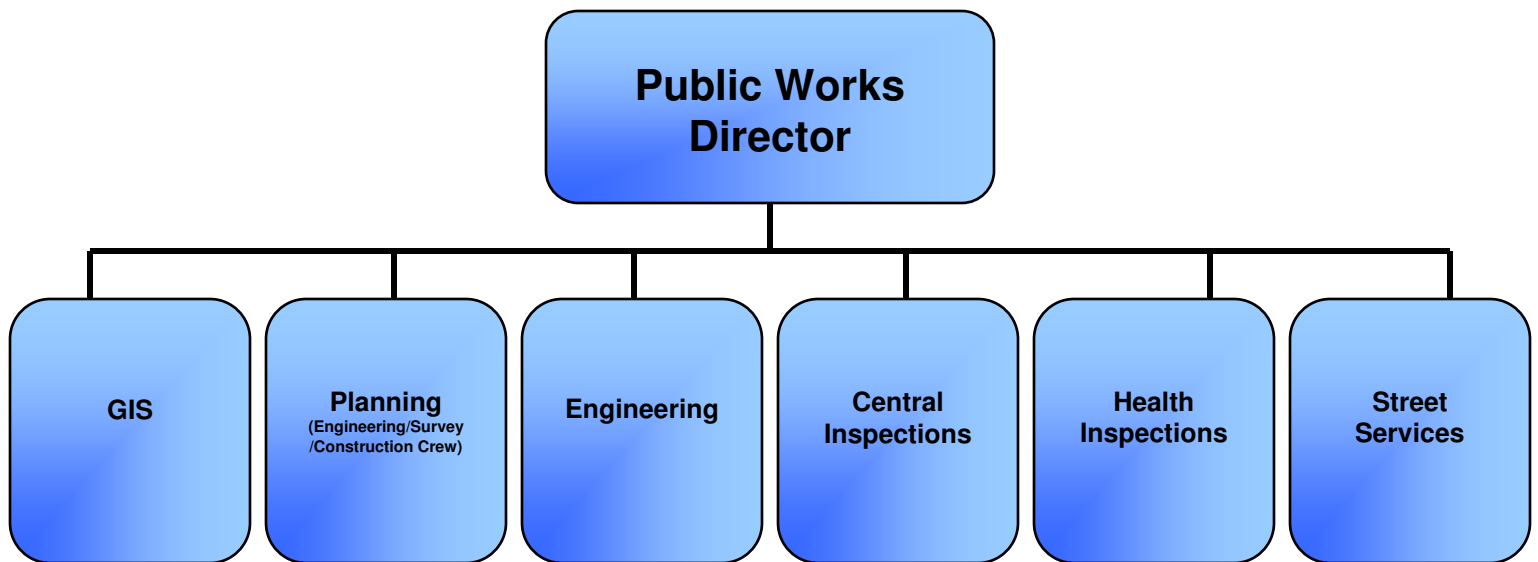 Public Works
Director
GIS
Planning
(Engineering/Survey
/Construction Crew)
Engineering
Central
Inspections
Health
Inspections
Street
Services